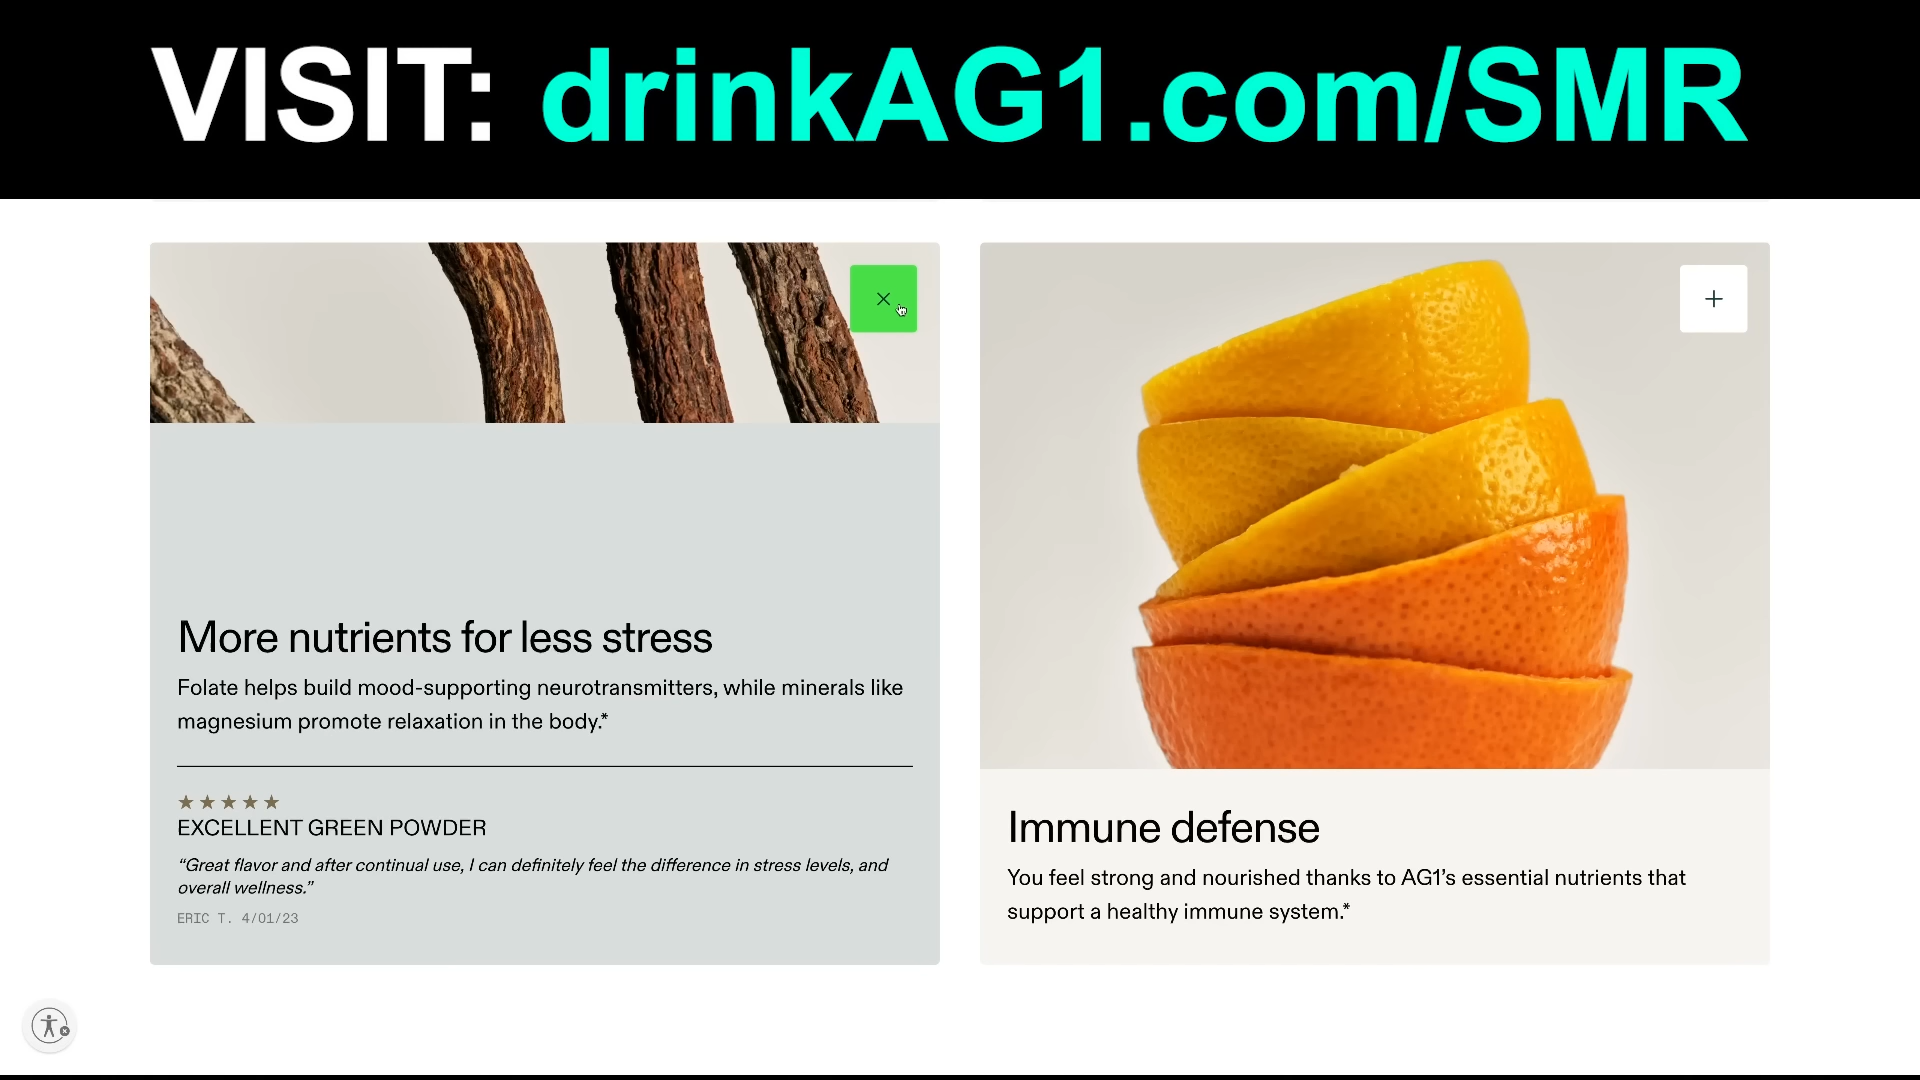 VISIT: drinkAG1.com/SMR
More nutrients for less stress
Folate helps build mood-supporting neurotransmitters, while minerals like
magnesium promote relaxation in the body.*
★★★★★
EXCELLENT GREEN POWDER
“Great flavor and after continual use, I can definitely feel the difference in stress levels, and
overall wellness.”
ERIC T. 4/01/23
Immune defense
You feel strong and nourished thanks to AG1’s essential nutrients that
support a healthy immune system.*